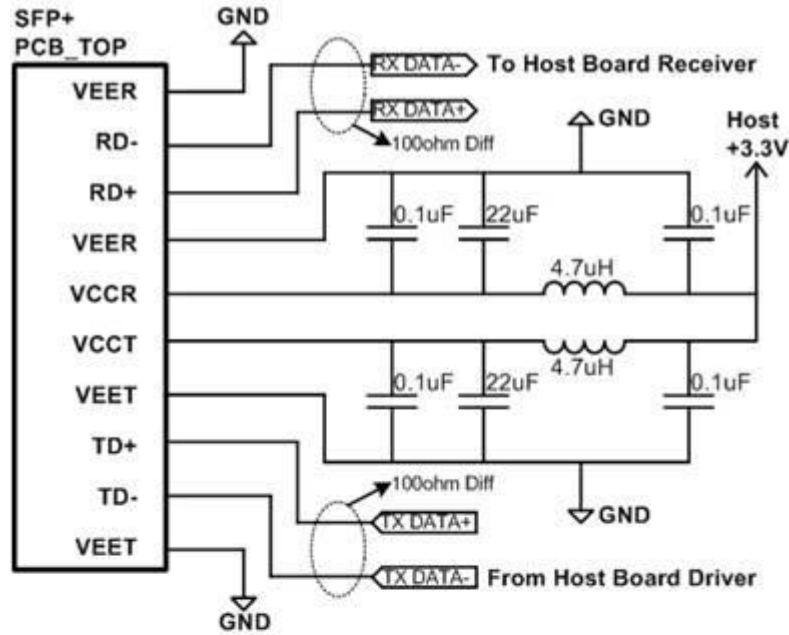 SFP+
PCB_TOP
GND
VEER
RD-
RD+
VEER
VCCR
VCCT
VEET
TD+
TD-
VEET
GND
RX DATA-
To Host Board Receiver
RX DATA+
100ohm Diff
GND
Host
+3.3V
0.1uF
22uF
0.1uF
4.7uH
4.7uH
0.1uF
22uF
0.1uF
100ohm Diff
GND
TX DATA+
TX DATA-
From Host Board Driver